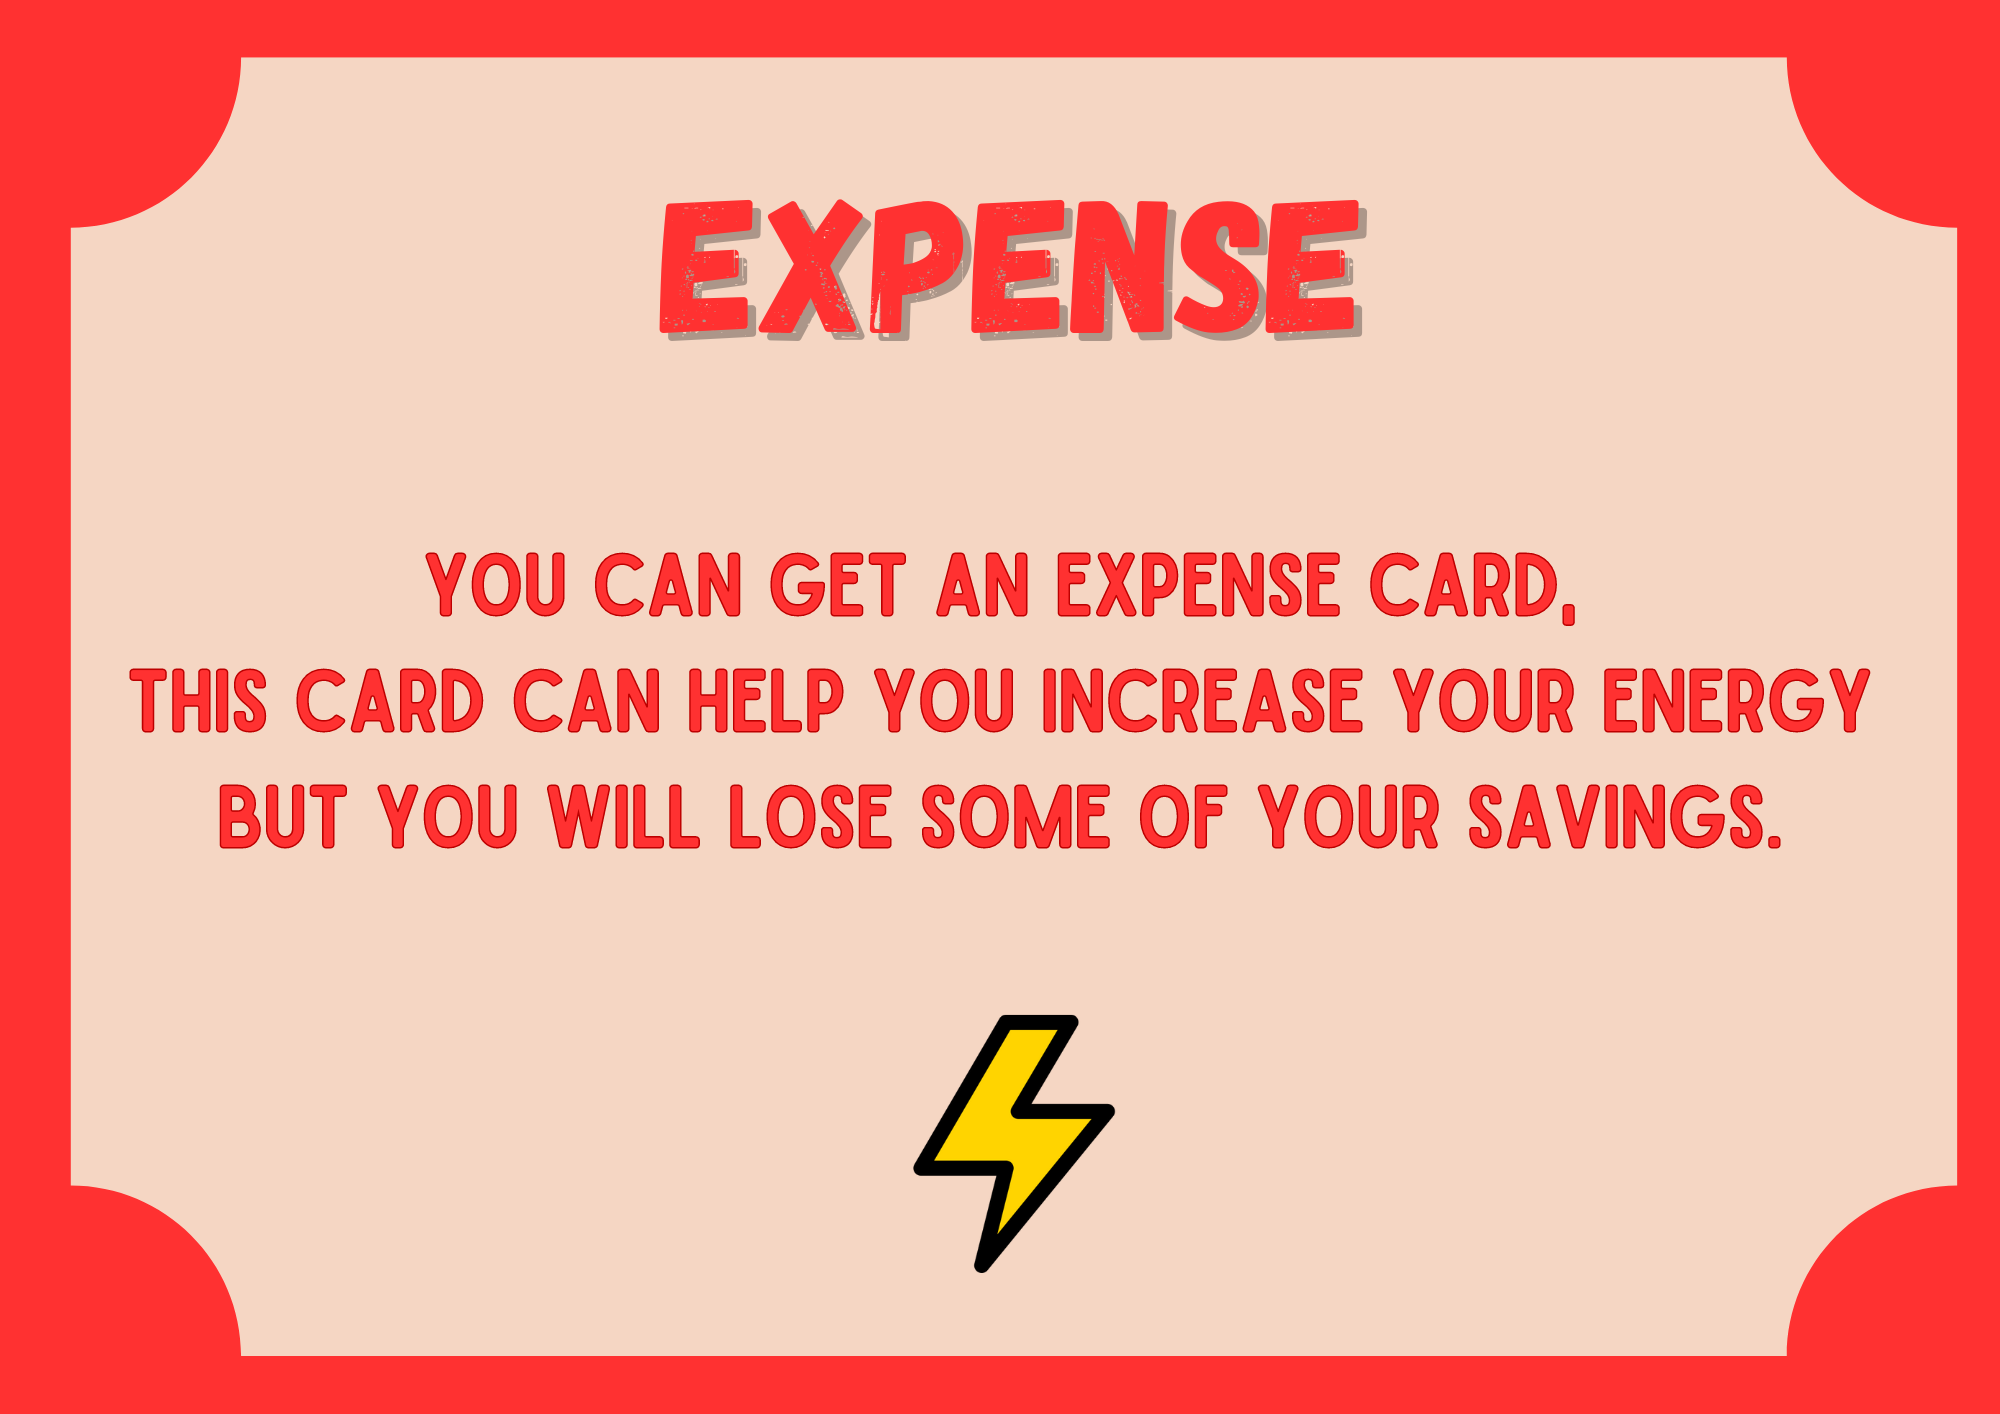 EXPENSE
YOU CAN GET AN EXPENSE CARD,
THIS CARD CAN HELP YOU INCREASE YOUR ENERGY
BUT YOU WILL LOSE SOME OF YOUR SAVINGS.